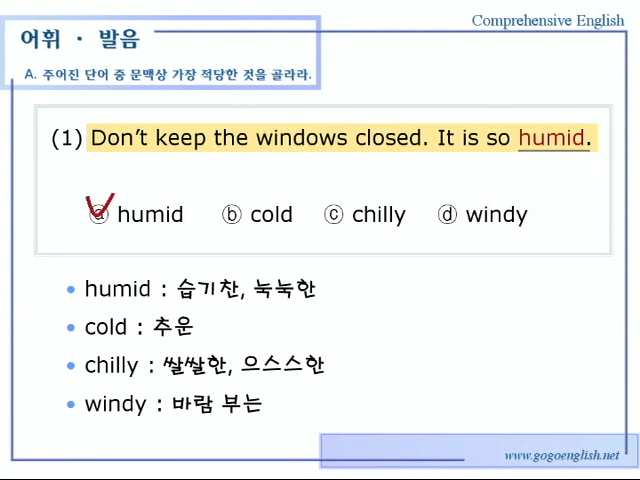 Comprehensive English
어휘 · 발음
A. 주어진 단어 중 문맥상 가장 적당한 것을 골라라.
(1) Don't keep the windows closed. It is so humid.
ⓐ humid ⓑ cold ⓒ chilly ⓓ windy
• humid : 습기찬, 눅눅한
• cold : 추운
• chilly : 쌀쌀한, 으스스한
• windy : 바람 부는
www.gogoenglish.net